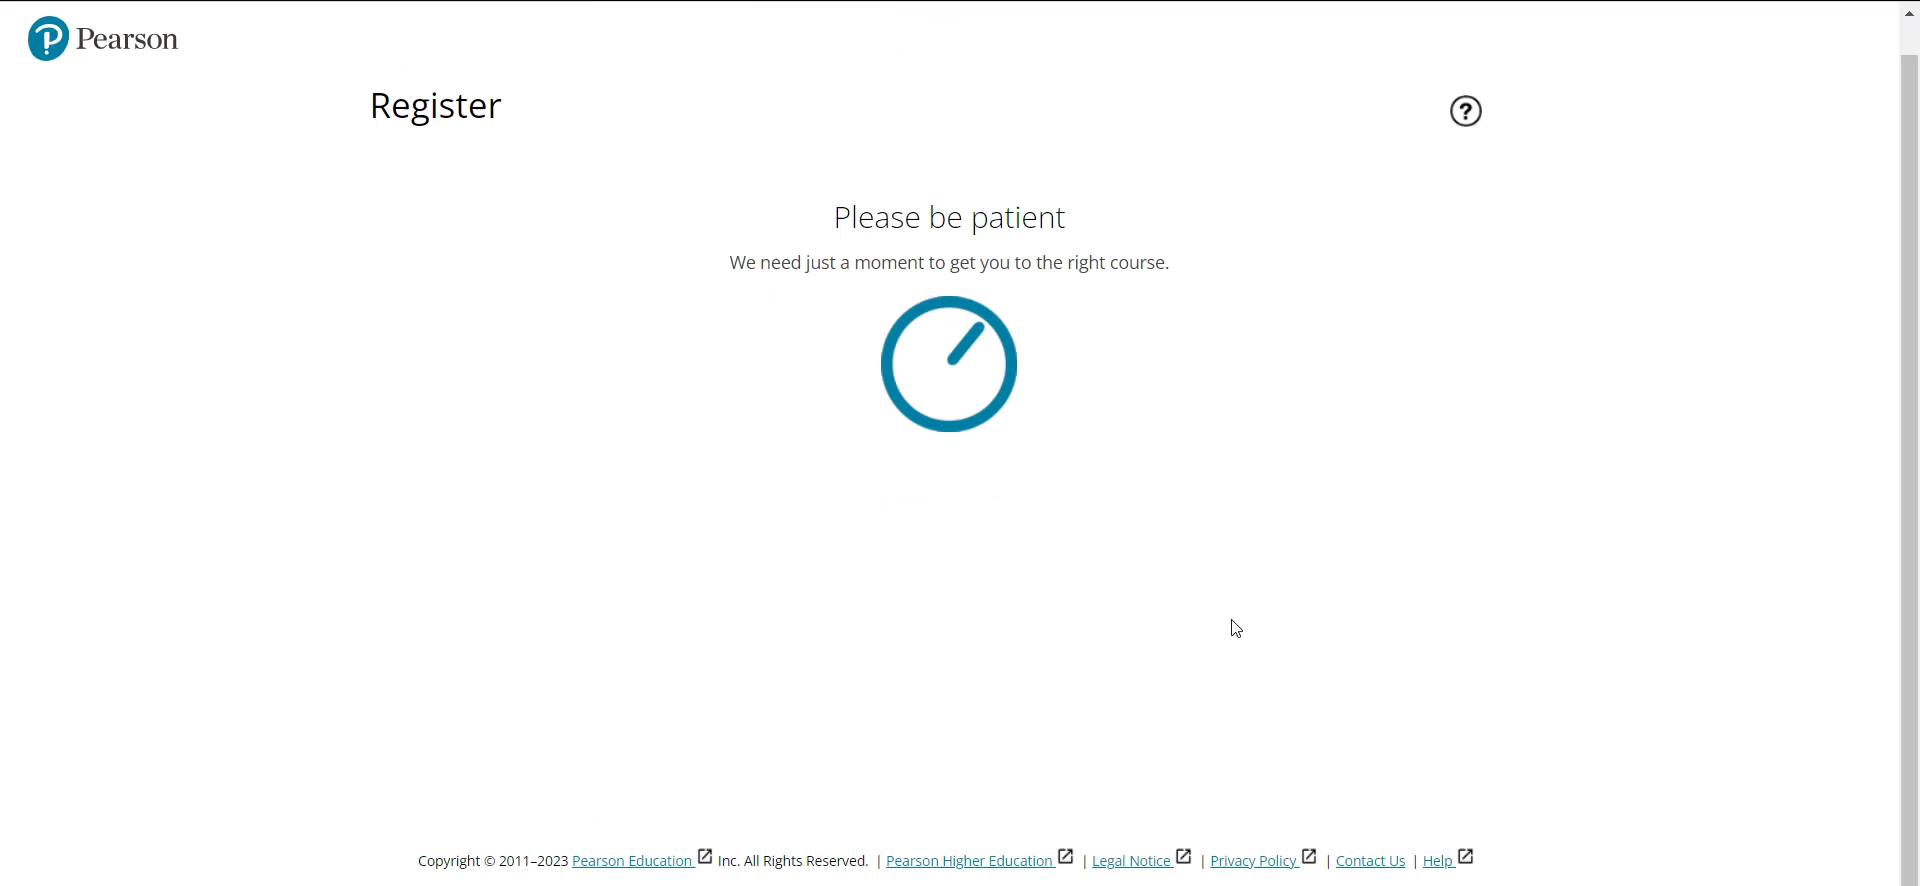 Pearson
Register
?
Please be patient
We need just a moment to get you to the right course.
Copyright © 2011–2023 Pearson Education Inc. All Rights Reserved. | Pearson Higher Education | Legal Notice | Privacy Policy | Contact Us | Help